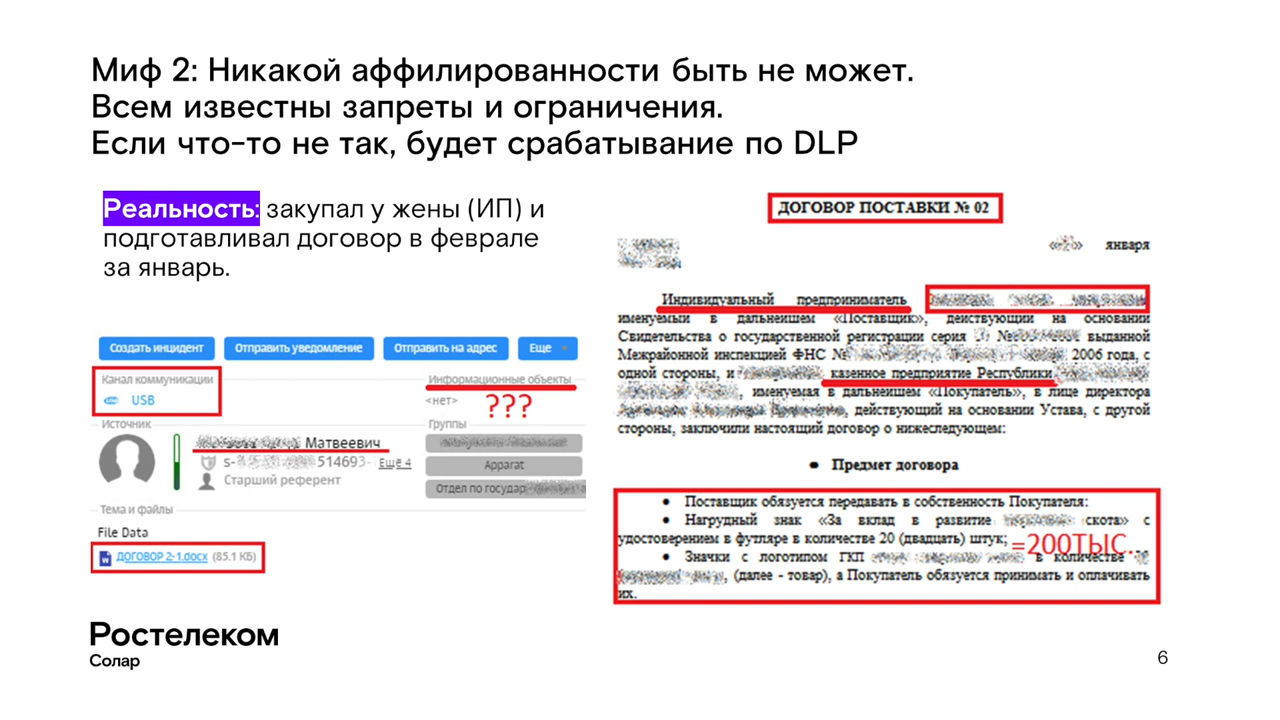 Миф 2: Никакой аффилированности быть не может.
Всем известны запреты и ограничения.
Если что-то не так, будет срабатывание по DLP
Реальность: закупал у жены (ИП) и
подготавливал договор в феврале
за январь.
Создать инцидент Отправить уведомление Отправить на адрес Еще
Канал коммуникации
USB
Информационные объекты
<нет> ???
Источник
Матвеевич
s- 514693- Ещё 4
Старший референт
Группы
Apparat
Отдел по государ
Тема и файлы
File Data
ДОГОВОР 2-1.docx (85.1 КБ)
ДОГОВОР ПОСТАВКИ № 02
января
Индивидуальный предприниматель
именуемый в дальнейшем «Поставщик», действующий на основании
Свидетельства о государственной регистрации серия № выданной
Межрайонной инспекцией ФНС № 2006 года, с
одной стороны, и казенное предприятие Республики
, именуемая в дальнейшем «Покупатель», в лице директора
, действующий на основании Устава, с другой
стороны, заключили настоящий договор о нижеследующем:
● Предмет договора
● Поставщик обязуется передавать в собственность Покупателя:
● Нагрудный знак «За вклад в развитие скота» с
удостоверением в футляре в количестве 20 (двадцать) штук;
=200ТЫС...
● Значки с логотипом ГКП в количестве
, (далее - товар), а Покупатель обязуется принимать и оплачивать
их.
Ростелеком
Солар
6